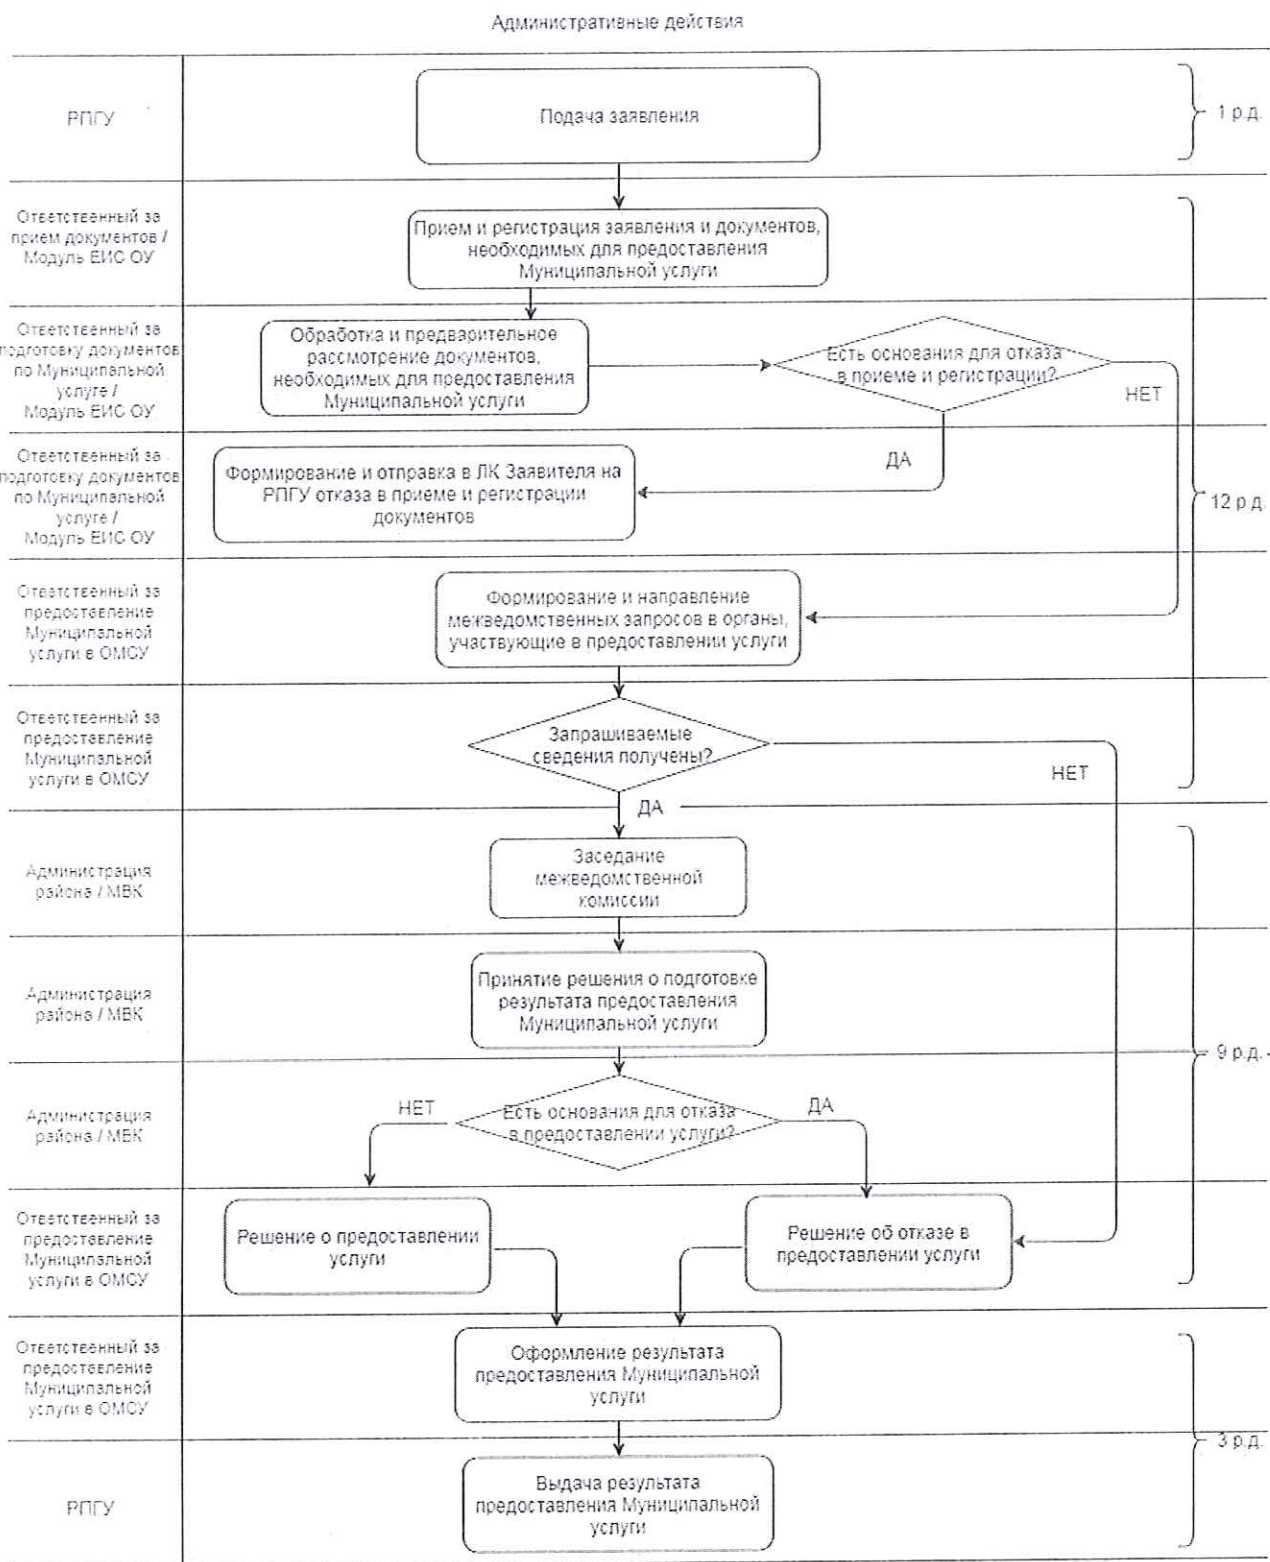 Административные действия
РПГУ
Подача заявления
1 р.д.
Ответственный за
прием документов /
Модуль ЕИС ОУ
Прием и регистрация заявления и документов,
необходимых для предоставления
Муниципальной услуги
Ответственный за
подготовку документов
по Муниципальной
услуге /
Модуль ЕИС ОУ
Обработка и предварительное
рассмотрение документов,
необходимых для предоставления
Муниципальной услуги
Есть основания для отказа
в приеме и регистрации?
НЕТ
Ответственный за
подготовку документов
по Муниципальной
услуге /
Модуль ЕИС ОУ
Формирование и отправка в ЛК Заявителя на
РПГУ отказа в приеме и регистрации
документов
ДА
12 р.д.
Ответственный за
предоставление
Муниципальной
услуги в ОМСУ
Формирование и направление
межведомственных запросов в органы,
участвующие в предоставлении услуги
Ответственный за
предоставление
Муниципальной
услуги в ОМСУ
Запрашиваемые
сведения получены?
НЕТ
ДА
Администрация
района / МВК
Заседание
межведомственной
комиссии
Администрация
района / МВК
Принятие решения о подготовке
результата предоставления
Муниципальной услуги
9 р.д.
Администрация
района / МВК
НЕТ
Есть основания для отказа
в предоставлении услуги?
ДА
Ответственный за
предоставление
Муниципальной
услуги в ОМСУ
Решение о предоставлении
услуги
Решение об отказе в
предоставлении услуги
Ответственный за
предоставление
Муниципальной
услуги в ОМСУ
Оформление результата
предоставления Муниципальной
услуги
3 р.д.
РПГУ
Выдача результата
предоставления Муниципальной
услуги